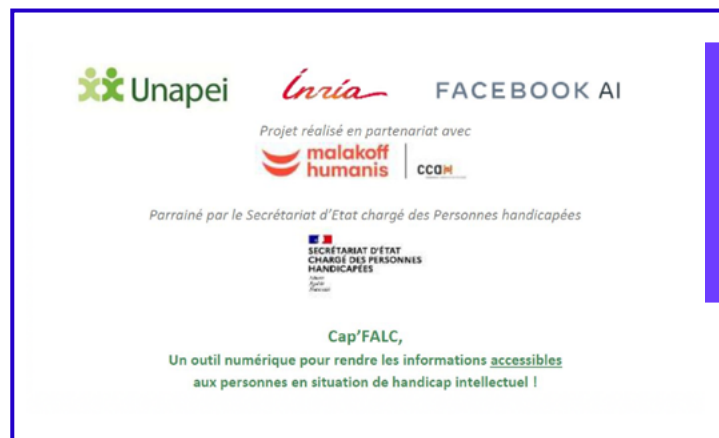 Unapei Inria FACEBOOK AI
Projet réalisé en partenariat avec
malakoff
humanis
Parrainé par le Secrétariat d'Etat chargé des Personnes handicapées
SECRÉTARIAT D'ÉTAT
CHARGÉ DES PERSONNES
HANDICAPÉES
Cap'FALC,
Un outil numérique pour rendre les informations accessibles
aux personnes en situation de handicap intellectuel !